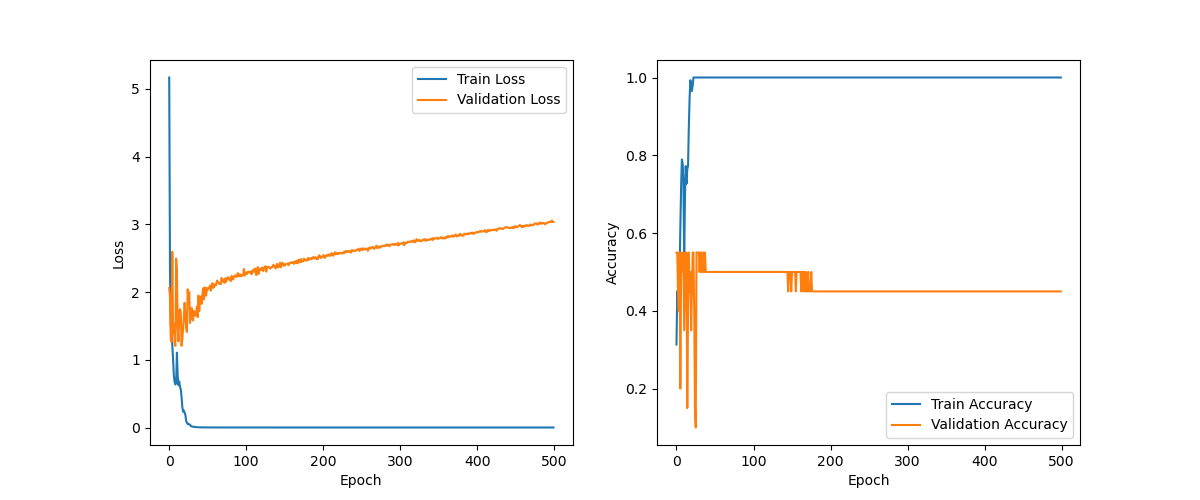 Train Loss
Validation Loss
5
4
3
2
1
0
Loss
0 100 200 300 400 500
Epoch
1.0
0.8
0.6
0.4
0.2
Accuracy
Train Accuracy
Validation Accuracy
0 100 200 300 400 500
Epoch